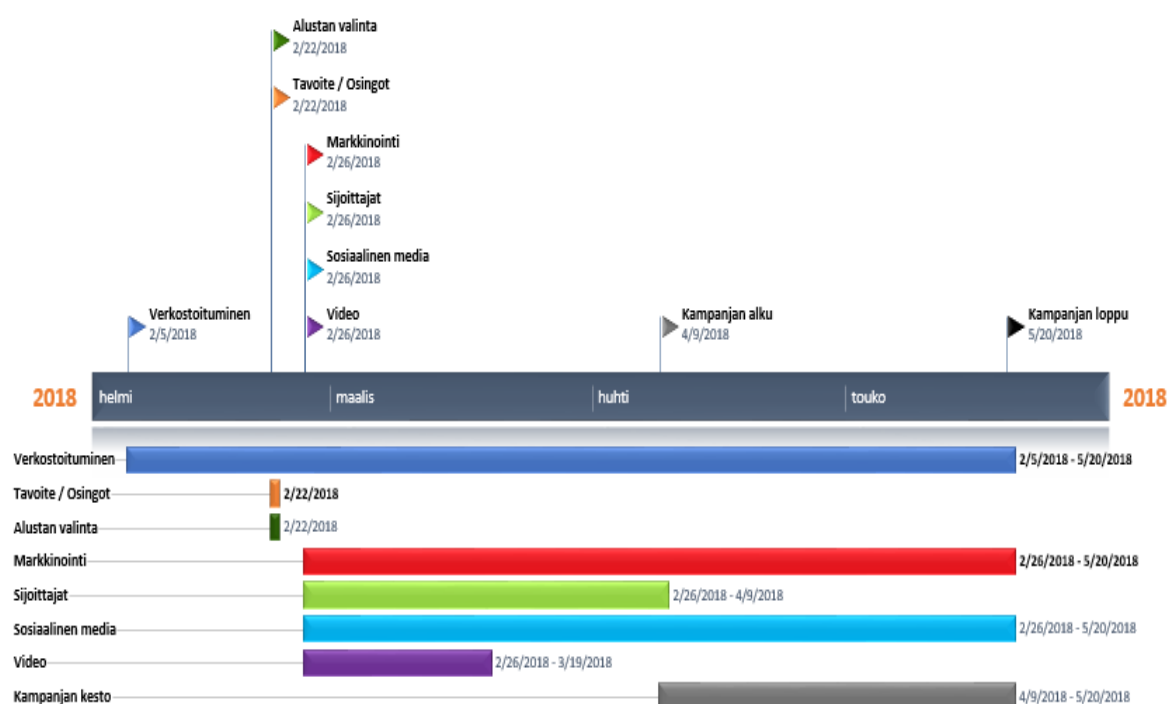 Alustan valinta
2/22/2018
Tavoite / Osingot
2/22/2018
Markkinointi
2/26/2018
Sijoittajat
2/26/2018
Sosiaalinen media
2/26/2018
Verkostoituminen
2/5/2018
Video
2/26/2018
Kampanjan alku
4/9/2018
Kampanjan loppu
5/20/2018
2018 helmi maalis huhti touko 2018
Verkostoituminen 2/5/2018 - 5/20/2018
Tavoite / Osingot 2/22/2018
Alustan valinta 2/22/2018
Markkinointi 2/26/2018 - 5/20/2018
Sijoittajat 2/26/2018 - 4/9/2018
Sosiaalinen media 2/26/2018 - 5/20/2018
Video 2/26/2018 - 3/19/2018
Kampanjan kesto 4/9/2018 - 5/20/2018